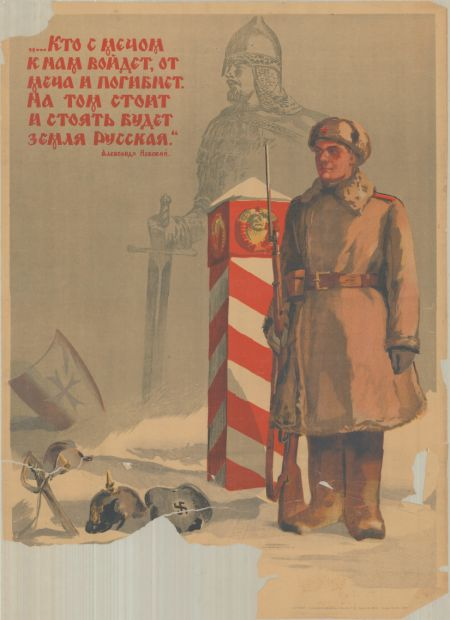 „...Кто с мечом
к нам войдет, от
меча и погибнет.
На том стоит
и стоять будет
земля Русская.“
Александр Невский.